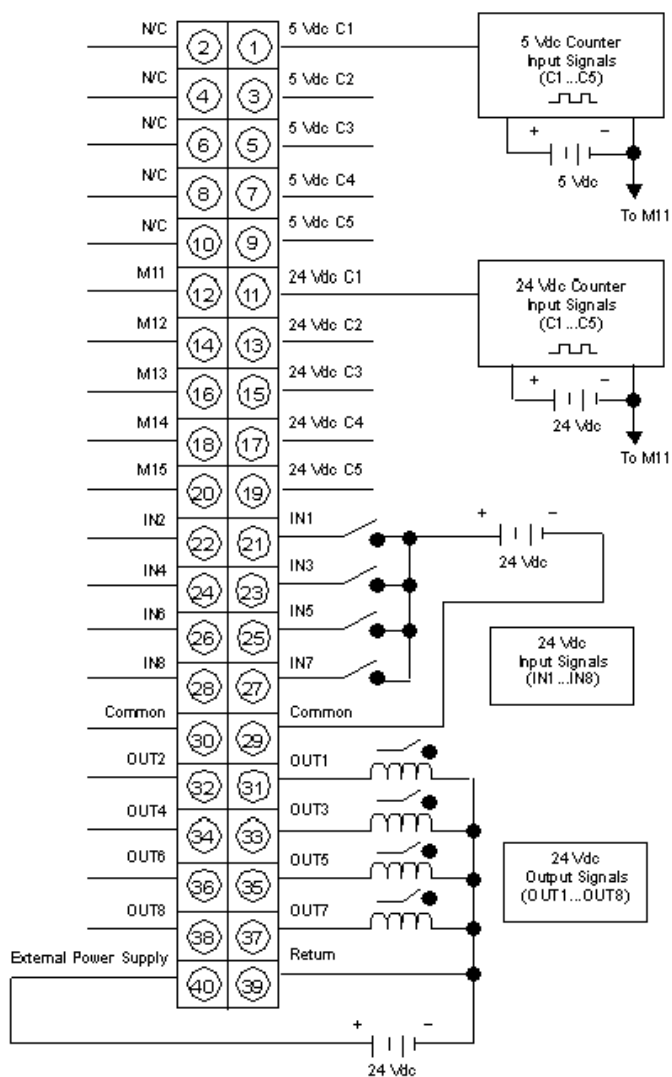 N/C 2 1 5 Vdc C1
N/C 4 3 5 Vdc C2
N/C 6 5 5 Vdc C3
N/C 8 7 5 Vdc C4
N/C 10 9 5 Vdc C5
M11 12 11 24 Vdc C1
M12 14 13 24 Vdc C2
M13 16 15 24 Vdc C3
M14 18 17 24 Vdc C4
M15 20 19 24 Vdc C5
IN2 22 21 IN1
IN4 24 23 IN3
IN6 26 25 IN5
IN8 28 27 IN7
Common 30 29 Common
OUT2 32 31 OUT1
OUT4 34 33 OUT3
OUT6 36 35 OUT5
OUT8 38 37 OUT7
External Power Supply 40 39 Return
5 Vdc Counter
Input Signals
(C1...C5)
+ −
5 Vdc
To M11
24 Vdc Counter
Input Signals
(C1...C5)
+ −
24 Vdc
To M11
+ −
24 Vdc
24 Vdc
Input Signals
(IN1...IN8)
24 Vdc
Output Signals
(OUT1...OUT8)
+ −
24 Vdc